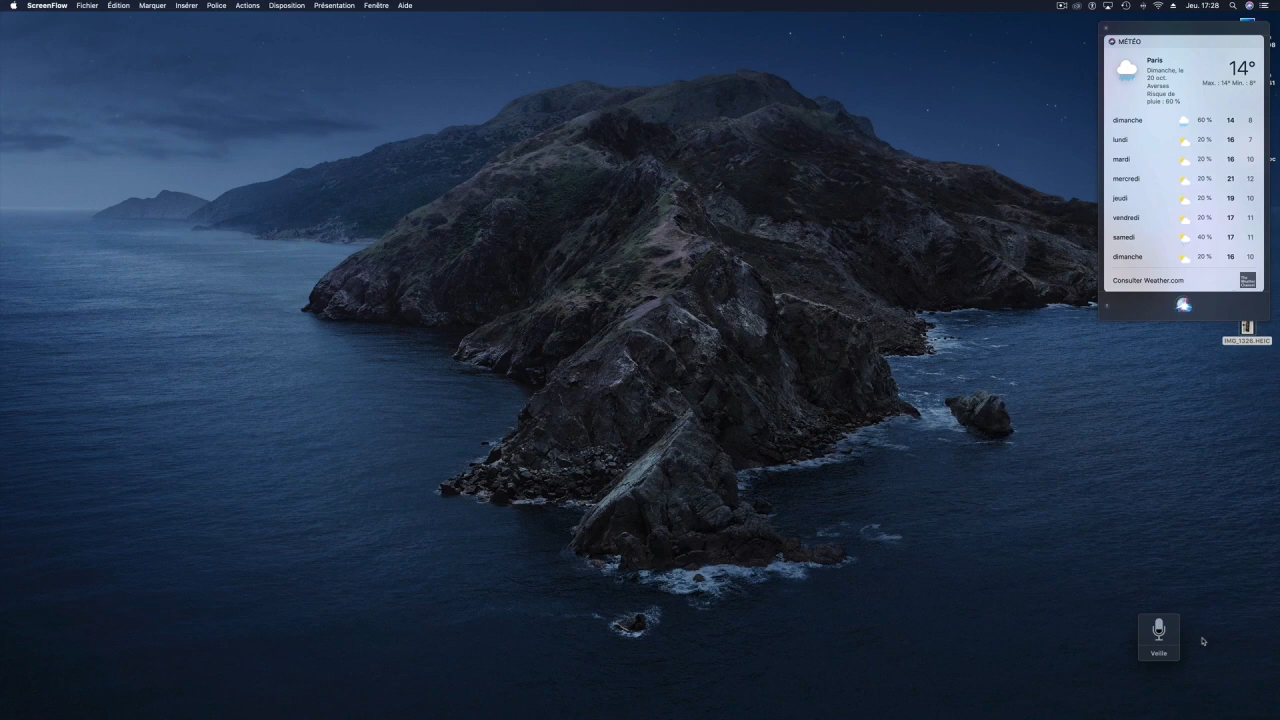 ScreenFlow Fichier Édition Marquer Insérer Police Actions Disposition Présentation Fenêtre Aide Jeu. 17:28
MÉTÉO
Paris
Dimanche, le
20 oct.
Averses
Risque de
pluie : 60 %
14°
Max. : 14° Min. : 8°
dimanche 60 % 14 8
lundi 20 % 16 7
mardi 20 % 16 10
mercredi 20 % 21 12
jeudi 20 % 19 10
vendredi 20 % 17 11
samedi 40 % 17 11
dimanche 20 % 16 10
Consulter Weather.com
The
Weather
Channel
IMG_1326.HEIC
Veille